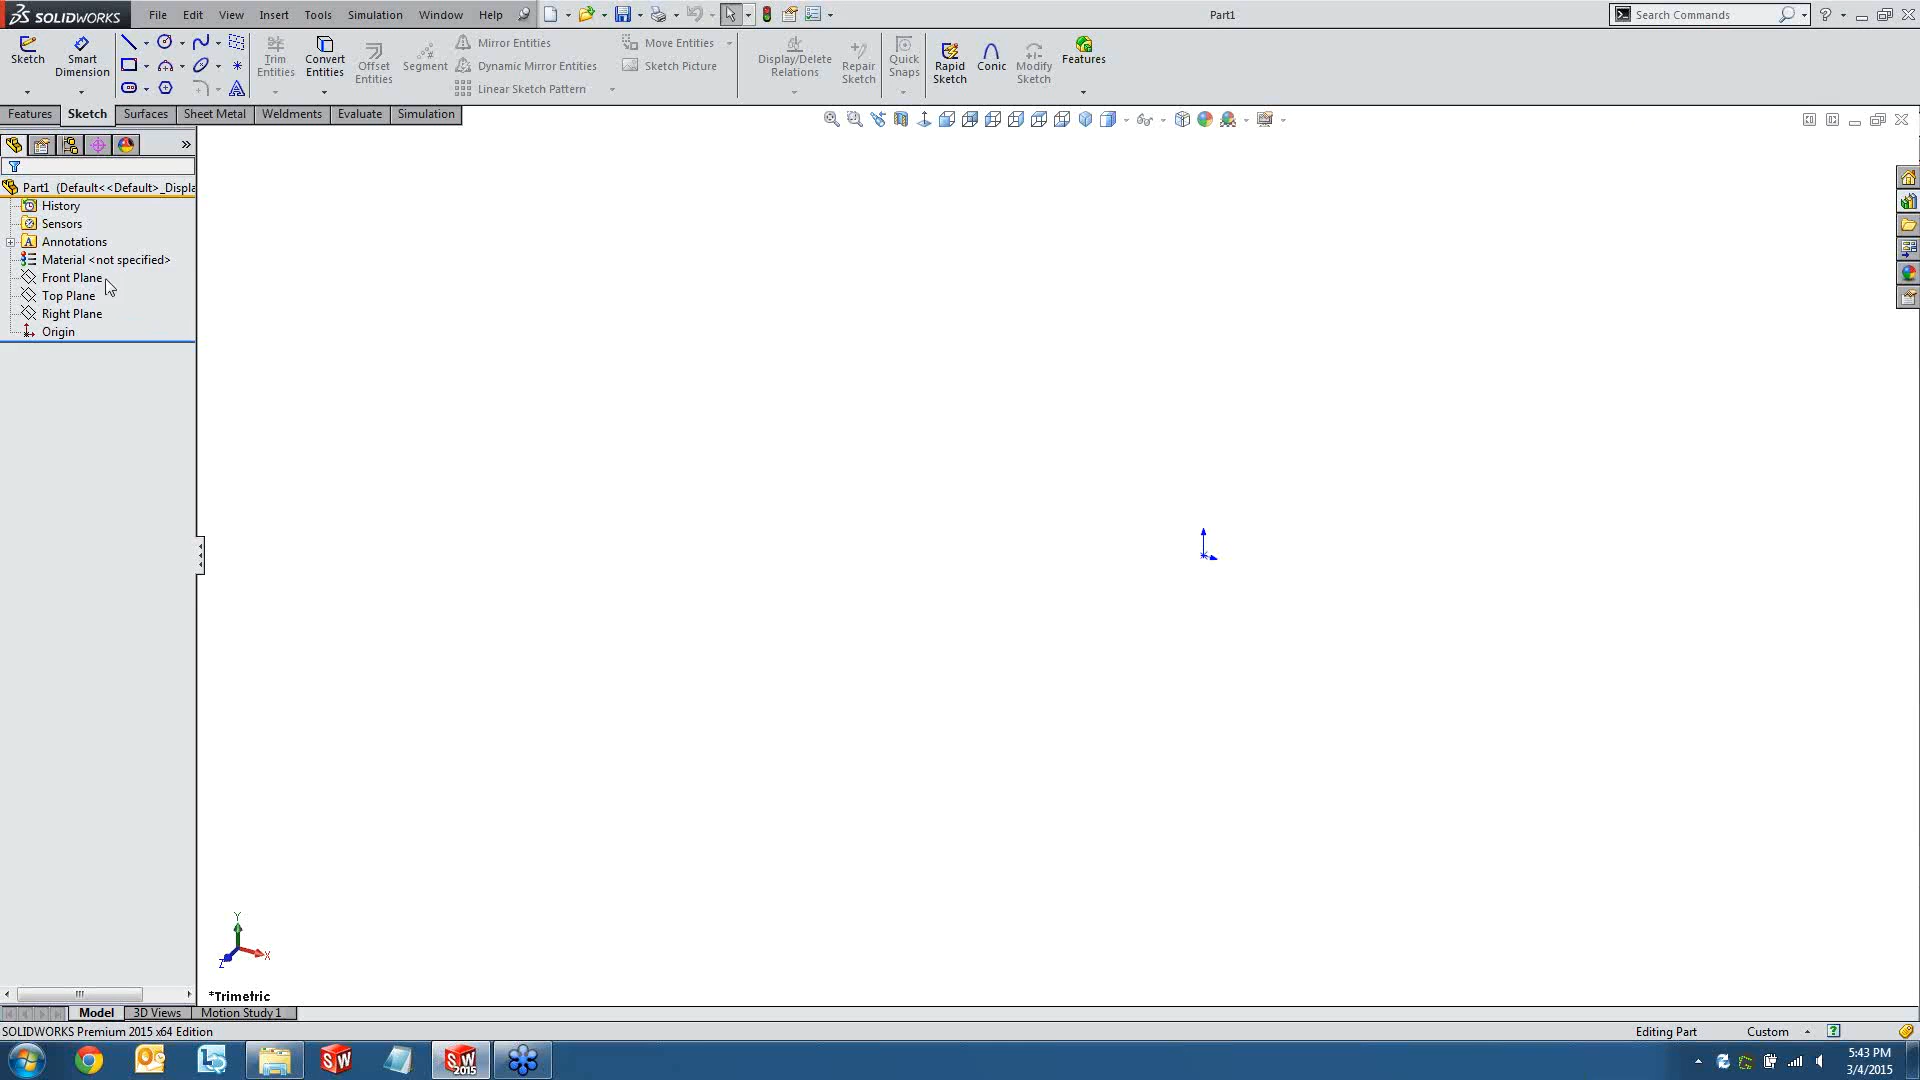 SOLIDWORKS File Edit View Insert Tools Simulation Window Help Part1 Search Commands
Sketch
Smart Dimension
Trim Entities
Convert Entities
Offset Entities
Segment
Mirror Entities
Dynamic Mirror Entities
Linear Sketch Pattern
Move Entities
Sketch Picture
Display/Delete Relations
Repair Sketch
Quick Snaps
Rapid Sketch
Conic
Modify Sketch
Features
Features Sketch Surfaces Sheet Metal Weldments Evaluate Simulation
Part1 (Default<<Default>_Displa
History
Sensors
Annotations
Material <not specified>
Front Plane
Top Plane
Right Plane
Origin
Y
X
Z
*Trimetric
Model 3D Views Motion Study 1
SOLIDWORKS Premium 2015 x64 Edition Editing Part Custom
SW
SW 2015
5:43 PM
3/4/2015